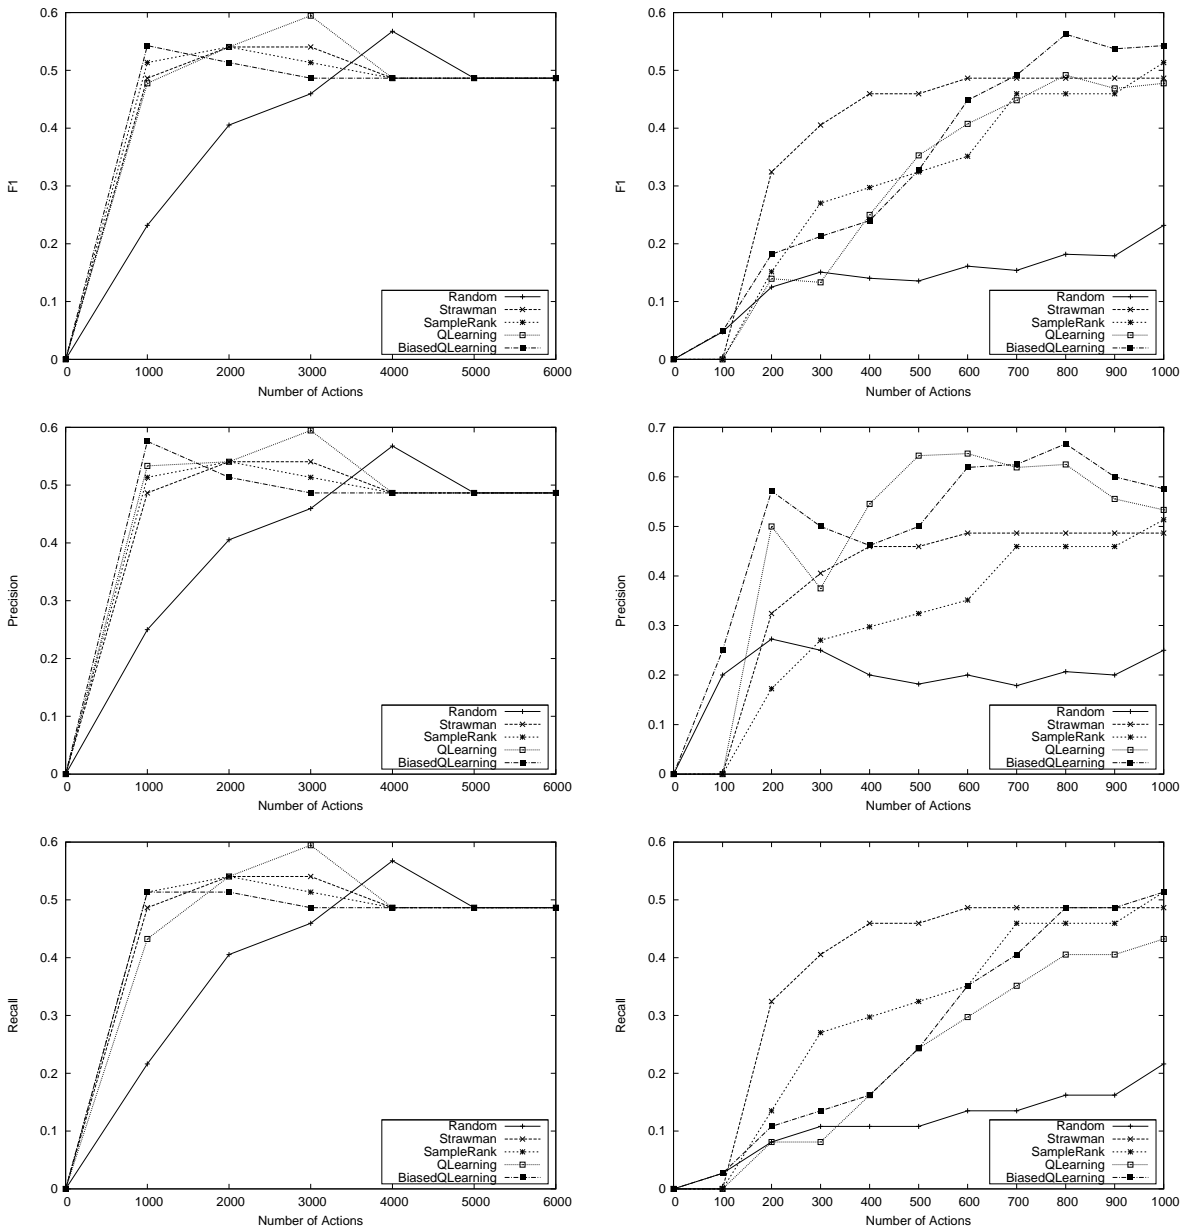 F1
0.6
0.5
0.4
0.3
0.2
0.1
0
Random
Strawman
SampleRank
QLearning
BiasedQLearning
0 1000 2000 3000 4000 5000 6000
Number of Actions
F1
0.6
0.5
0.4
0.3
0.2
0.1
0
Random
Strawman
SampleRank
QLearning
BiasedQLearning
0 100 200 300 400 500 600 700 800 900 1000
Number of Actions
Precision
0.6
0.5
0.4
0.3
0.2
0.1
0
Random
Strawman
SampleRank
QLearning
BiasedQLearning
0 1000 2000 3000 4000 5000 6000
Number of Actions
Precision
0.7
0.6
0.5
0.4
0.3
0.2
0.1
0
Random
Strawman
SampleRank
QLearning
BiasedQLearning
0 100 200 300 400 500 600 700 800 900 1000
Number of Actions
Recall
0.6
0.5
0.4
0.3
0.2
0.1
0
Random
Strawman
SampleRank
QLearning
BiasedQLearning
0 1000 2000 3000 4000 5000 6000
Number of Actions
Recall
0.6
0.5
0.4
0.3
0.2
0.1
0
Random
Strawman
SampleRank
QLearning
BiasedQLearning
0 100 200 300 400 500 600 700 800 900 1000
Number of Actions